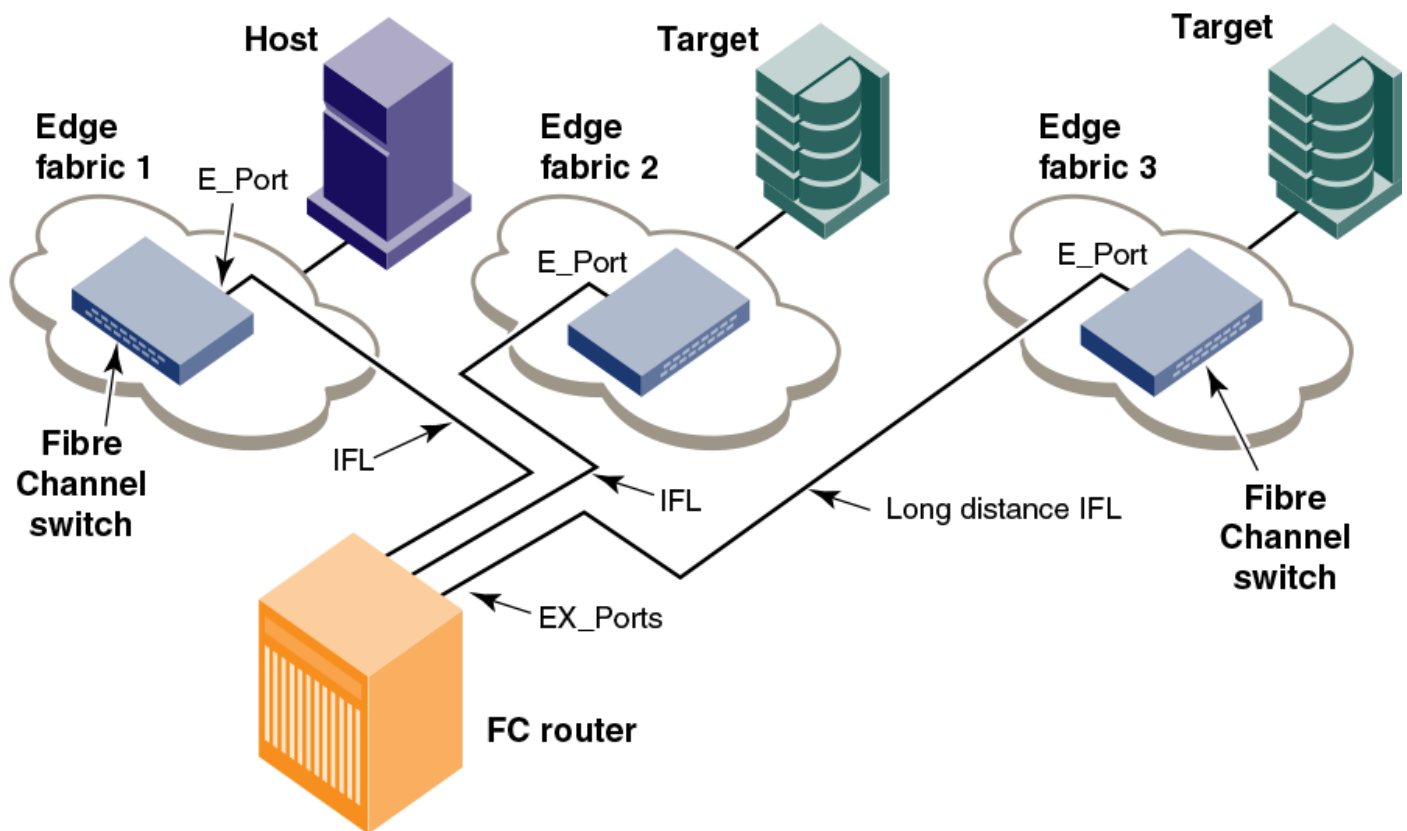 Host
Target
Target
Edge
fabric 1
E_Port
Edge
fabric 2
Edge
fabric 3
E_Port
E_Port
Fibre
Channel
switch
IFL
IFL
Long distance IFL
Fibre
Channel
switch
EX_Ports
FC router